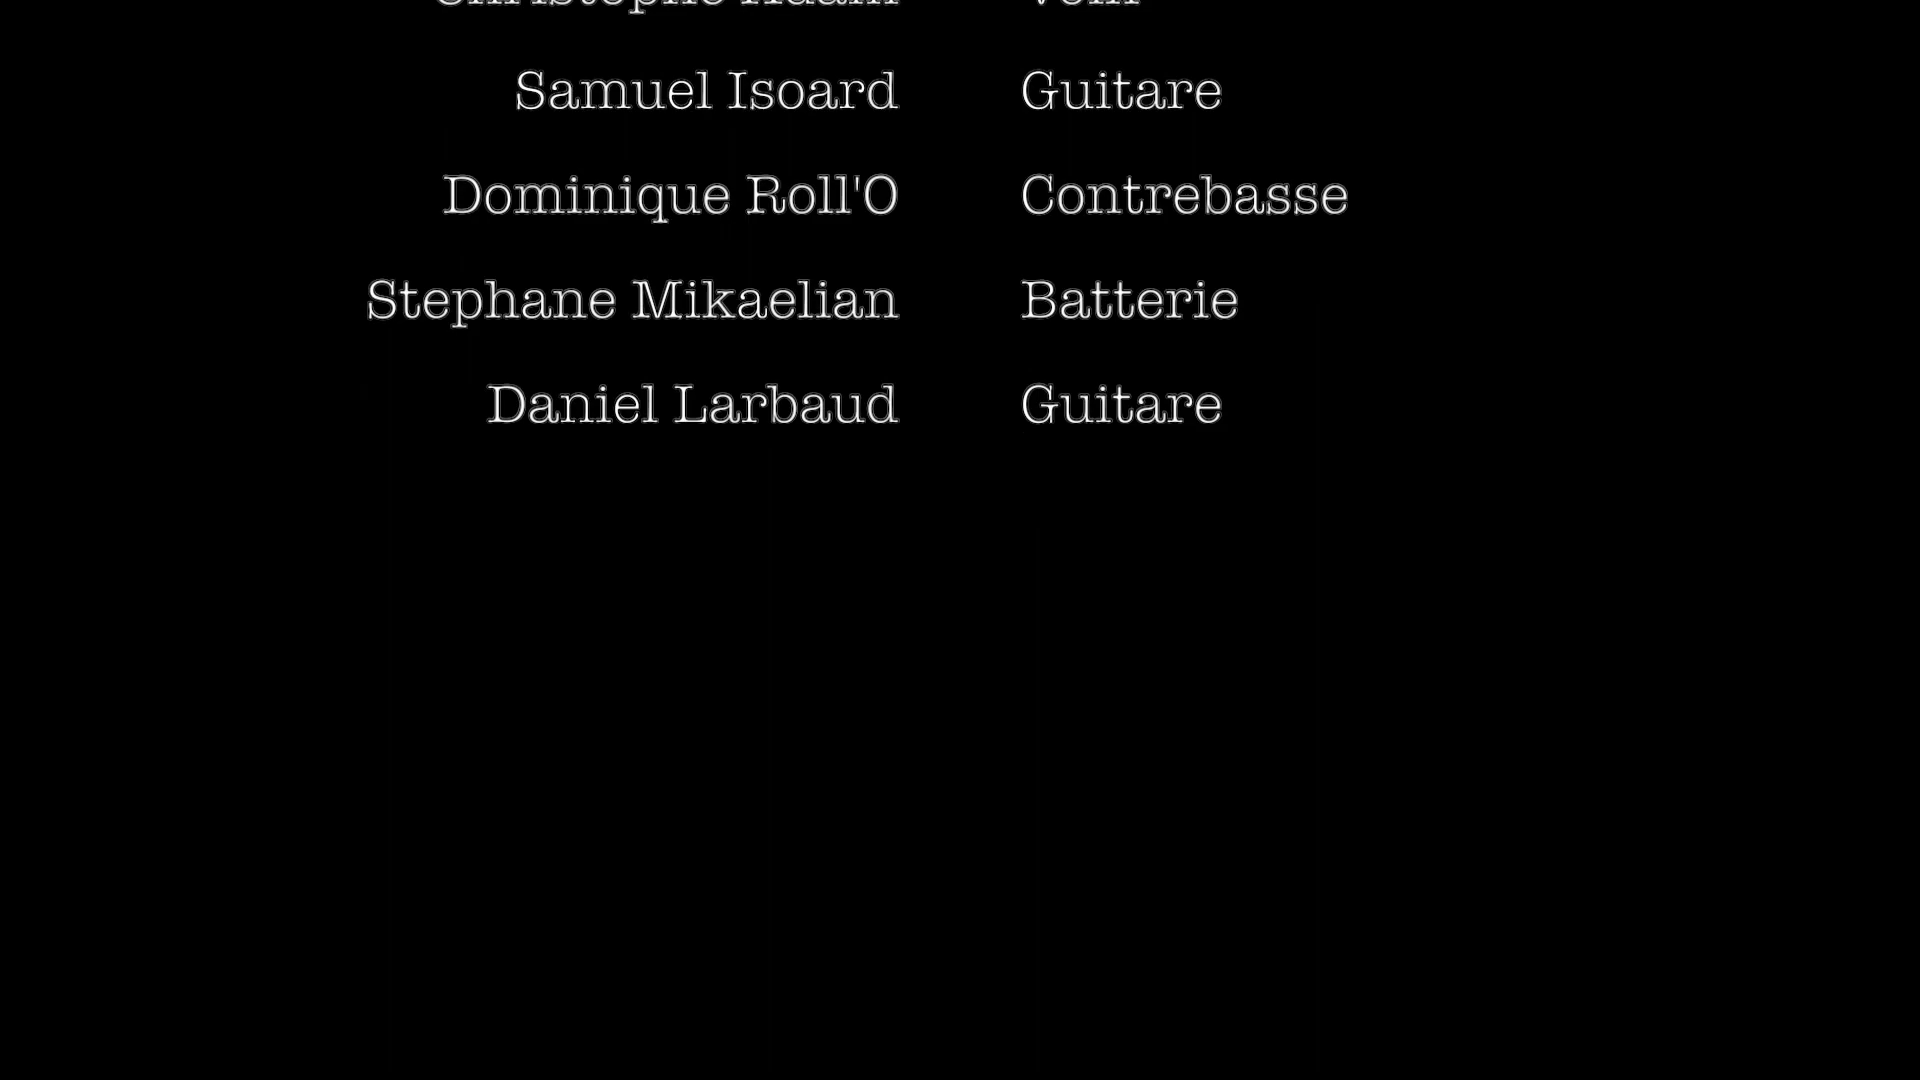 Samuel Isoard Guitare
Dominique Roll'O Contrebasse
Stephane Mikaelian Batterie
Daniel Larbaud Guitare